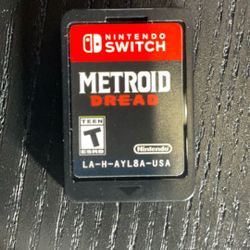 NINTENDO
SWITCH
METROID
DREAD
TEEN
T
ESRB
Nintendo
LA-H-AYL8A-USA